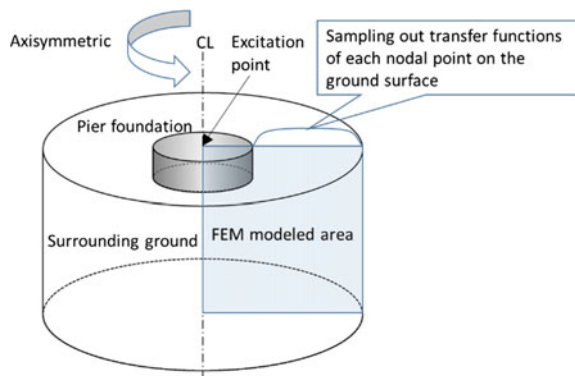 Axisymmetric
CL
Excitation
point
Sampling out transfer functions
of each nodal point on the
ground surface
Pier foundation
Surrounding ground
FEM modeled area